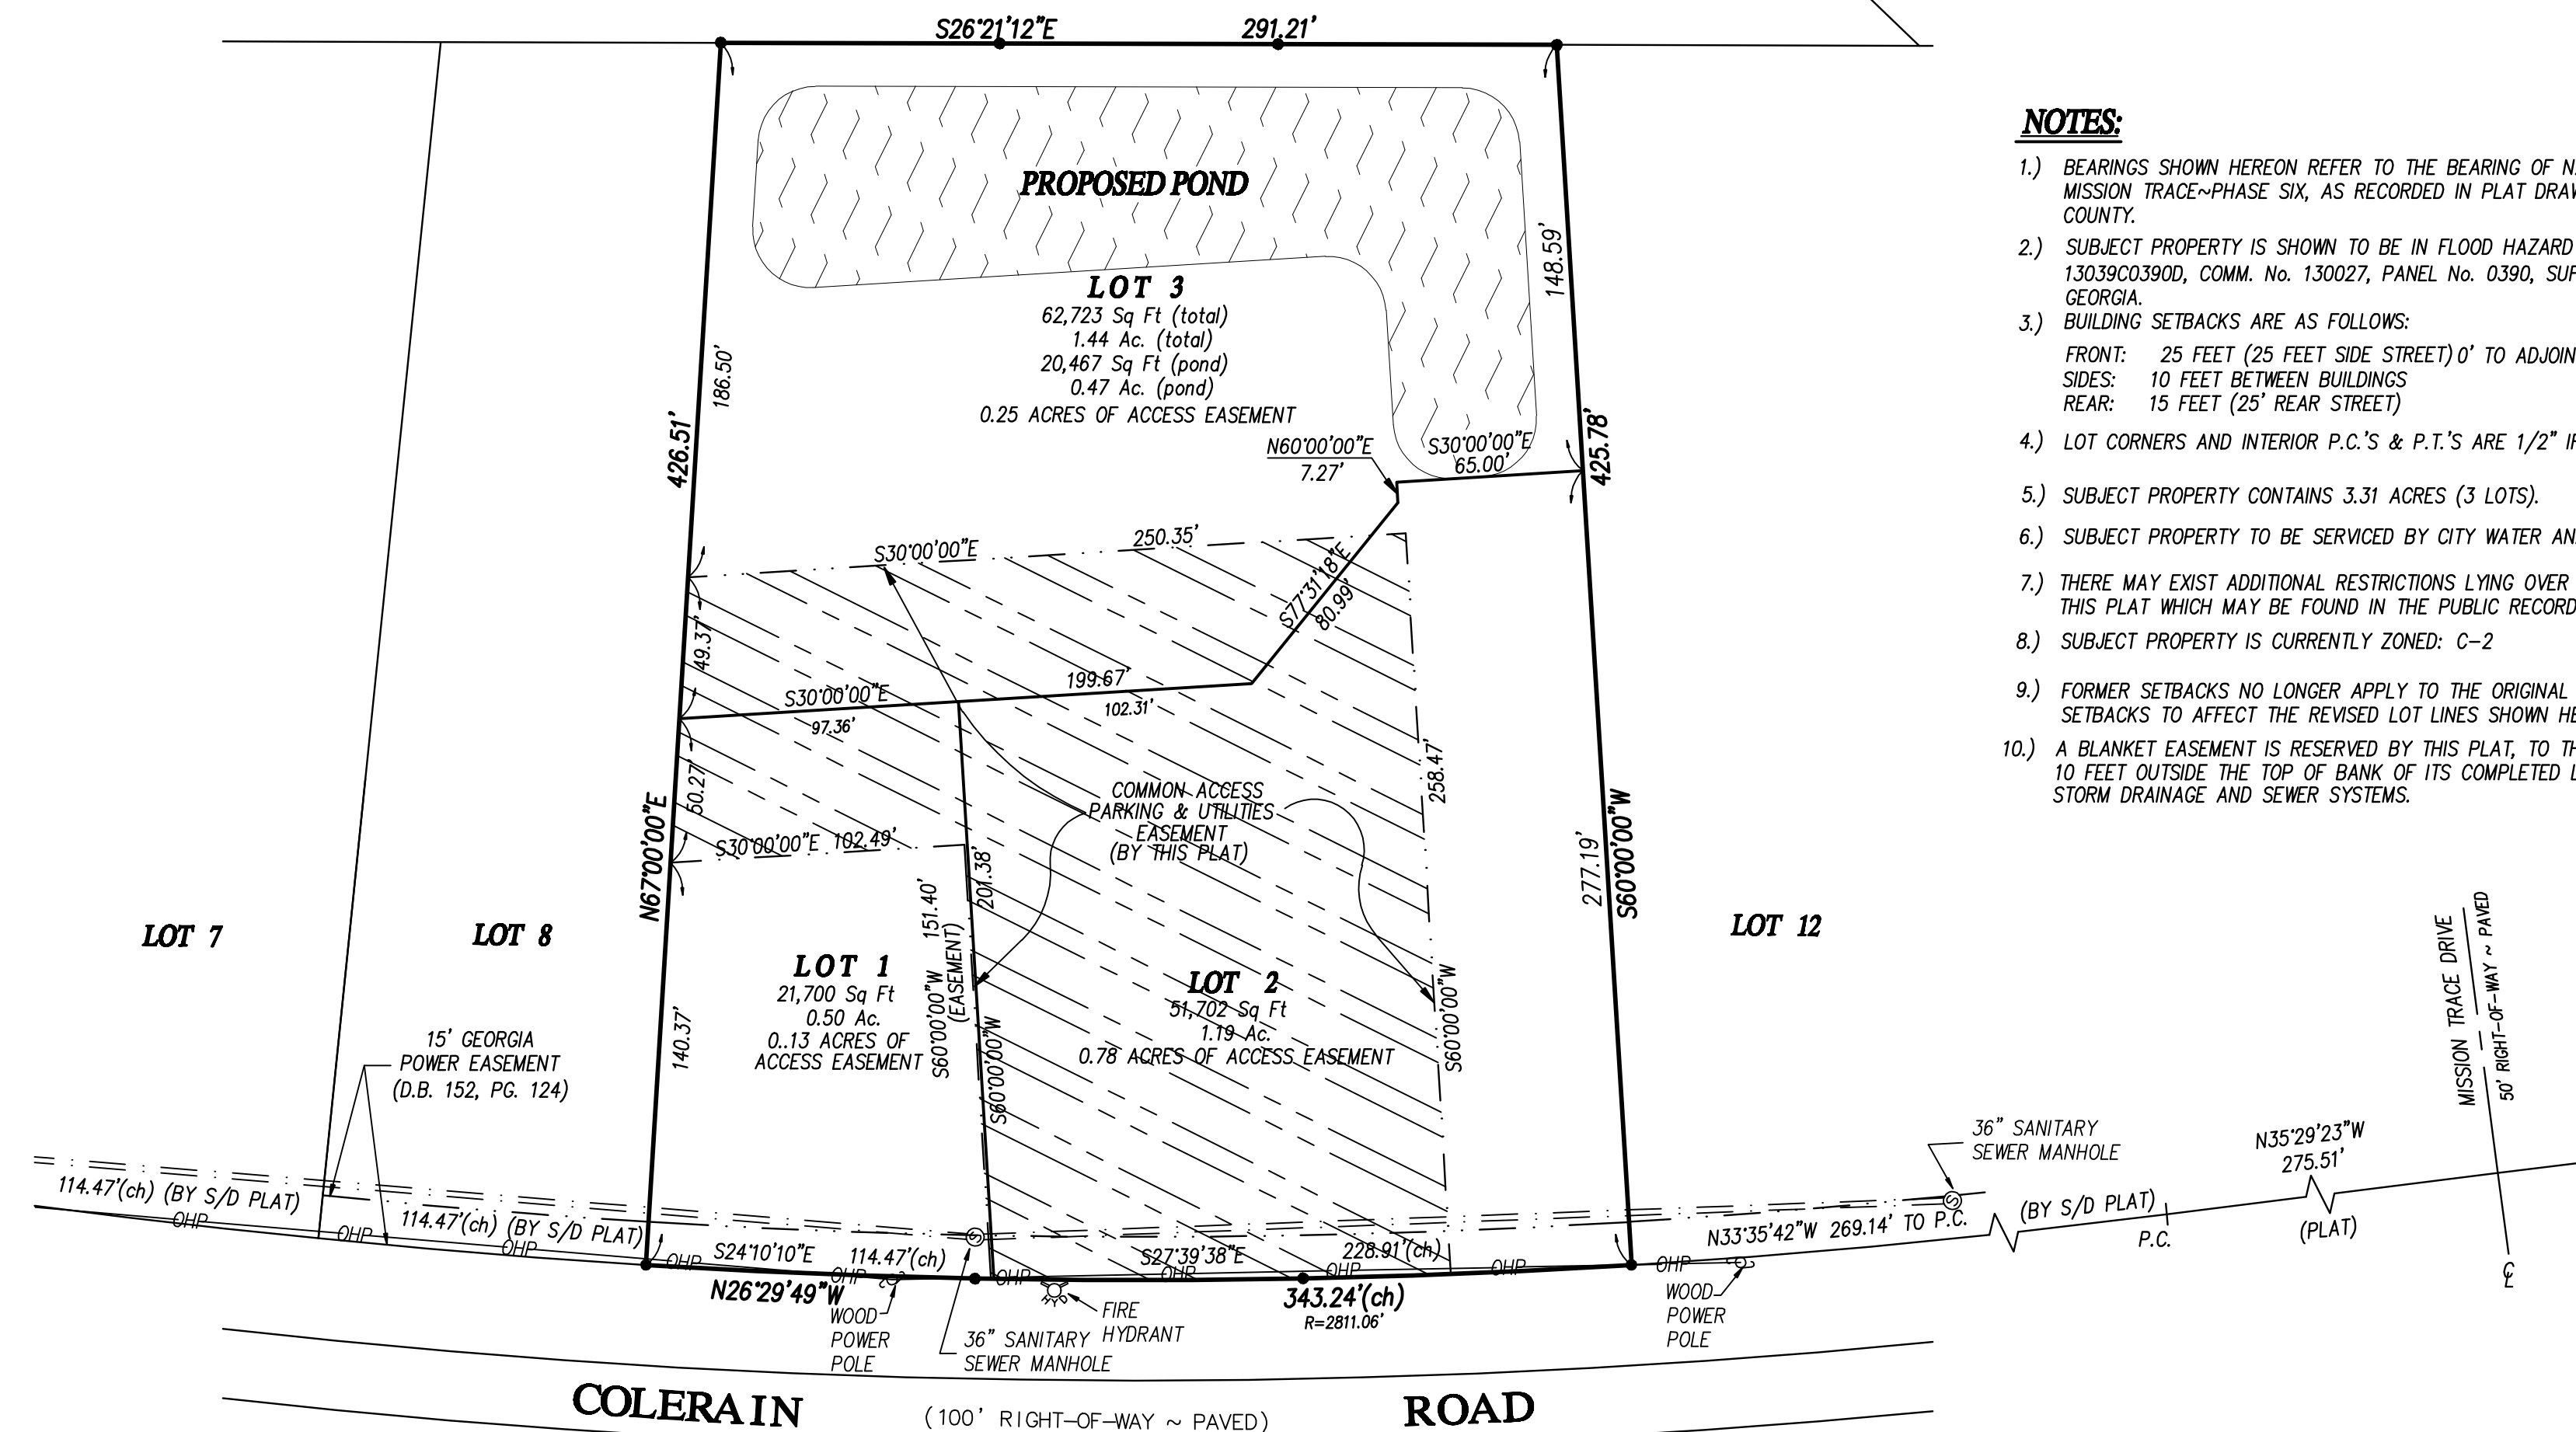 S26°21'12"E 291.21'
PROPOSED POND
LOT 3
62,723 Sq Ft (total)
1.44 Ac. (total)
20,467 Sq Ft (pond)
0.47 Ac. (pond)
0.25 ACRES OF ACCESS EASEMENT
186.50'
426.51'
148.59'
425.78'
N60°00'00"E
7.27'
S30°00'00"E
65.00'
S30°00'00"E 250.35'
S77°31'18"E
80.99'
49.37'
S30°00'00"E 199.67'
97.36' 102.31'
50.27'
N67°00'00"E
S30°00'00"E 102.49'
COMMON ACCESS
PARKING & UTILITIES
EASEMENT
(BY THIS PLAT)
258.47'
S60°00'00"W
277.19'
S60°00'00"W
201.38'
S60°00'00"W
S60°00'00"W 151.40'
(EASEMENT)
140.37'
LOT 7
LOT 8
LOT 1
21,700 Sq Ft
0.50 Ac.
0..13 ACRES OF
ACCESS EASEMENT
LOT 2
51,702 Sq Ft
1.19 Ac.
0.78 ACRES OF ACCESS EASEMENT
LOT 12
15' GEORGIA
POWER EASEMENT
(D.B. 152, PG. 124)
114.47'(ch) (BY S/D PLAT)
114.47'(ch) (BY S/D PLAT)
OHP OHP OHP OHP OHP OHP OHP OHP OHP OHP
S24°10'10"E 114.47'(ch)
S27°39'38"E 228.91'(ch)
N26°29'49"W
343.24'(ch)
R=2811.06'
WOOD
POWER
POLE
36" SANITARY
SEWER MANHOLE
S
HYD
FIRE
HYDRANT
WOOD
POWER
POLE
36" SANITARY
SEWER MANHOLE
S
N33°35'42"W 269.14' TO P.C.
(BY S/D PLAT)
P.C.
N35°29'23"W
275.51'
(PLAT)
MISSION TRACE DRIVE
50' RIGHT-OF-WAY ~ PAVED
COLERAIN ROAD
(100' RIGHT-OF-WAY ~ PAVED)
NOTES:
1.) BEARINGS SHOWN HEREON REFER TO THE BEARING OF N
MISSION TRACE~PHASE SIX, AS RECORDED IN PLAT DRAW
COUNTY.
2.) SUBJECT PROPERTY IS SHOWN TO BE IN FLOOD HAZARD
13039C0390D, COMM. No. 130027, PANEL No. 0390, SUF
GEORGIA.
3.) BUILDING SETBACKS ARE AS FOLLOWS:
FRONT: 25 FEET (25 FEET SIDE STREET) 0' TO ADJOIN
SIDES: 10 FEET BETWEEN BUILDINGS
REAR: 15 FEET (25' REAR STREET)
4.) LOT CORNERS AND INTERIOR P.C.'S & P.T.'S ARE 1/2" IF
5.) SUBJECT PROPERTY CONTAINS 3.31 ACRES (3 LOTS).
6.) SUBJECT PROPERTY TO BE SERVICED BY CITY WATER AN
7.) THERE MAY EXIST ADDITIONAL RESTRICTIONS LYING OVER
THIS PLAT WHICH MAY BE FOUND IN THE PUBLIC RECORD
8.) SUBJECT PROPERTY IS CURRENTLY ZONED: C-2
9.) FORMER SETBACKS NO LONGER APPLY TO THE ORIGINAL
SETBACKS TO AFFECT THE REVISED LOT LINES SHOWN HE
10.) A BLANKET EASEMENT IS RESERVED BY THIS PLAT, TO TH
10 FEET OUTSIDE THE TOP OF BANK OF ITS COMPLETED L
STORM DRAINAGE AND SEWER SYSTEMS.